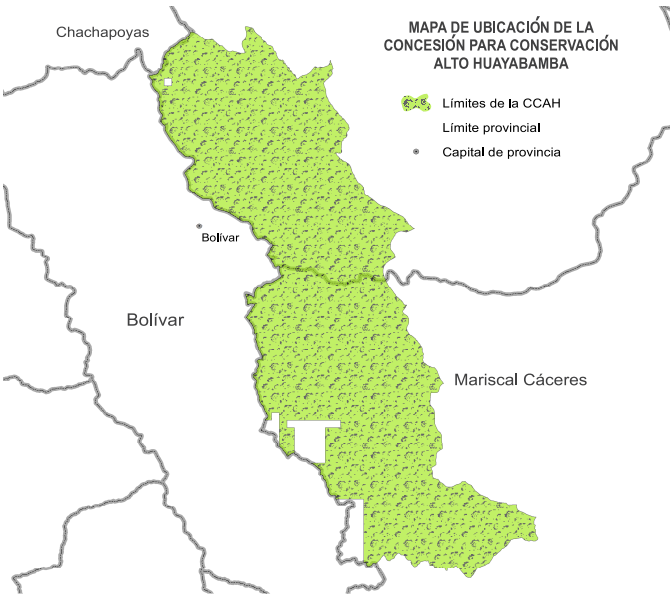 MAPA DE UBICACIÓN DE LA
CONCESIÓN PARA CONSERVACIÓN
ALTO HUAYABAMBA
Límites de la CCAH
Límite provincial
Capital de provincia
Chachapoyas
Bolívar
Bolívar
Mariscal Cáceres